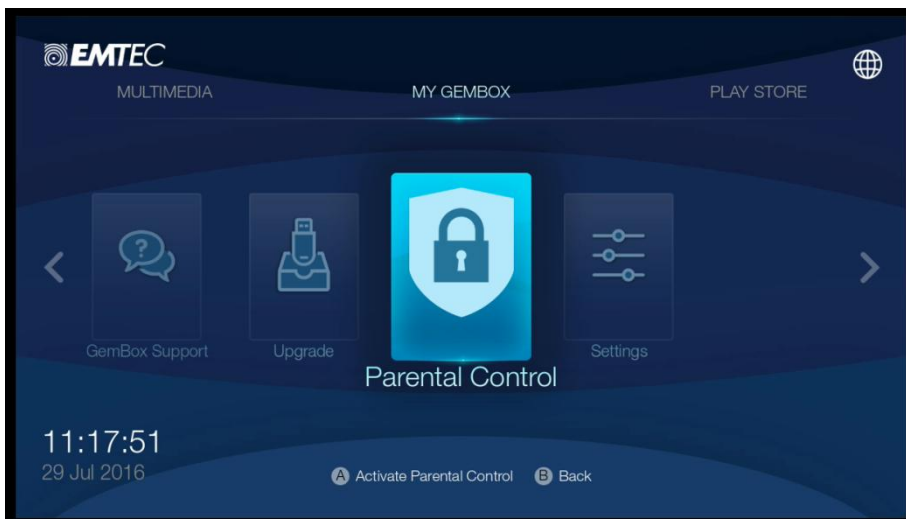 EMTEC
MULTIMEDIA
MY GEMBOX
PLAY STORE
GemBox Support
Upgrade
Parental Control
Settings
11:17:51
29 Jul 2016
A Activate Parental Control B Back